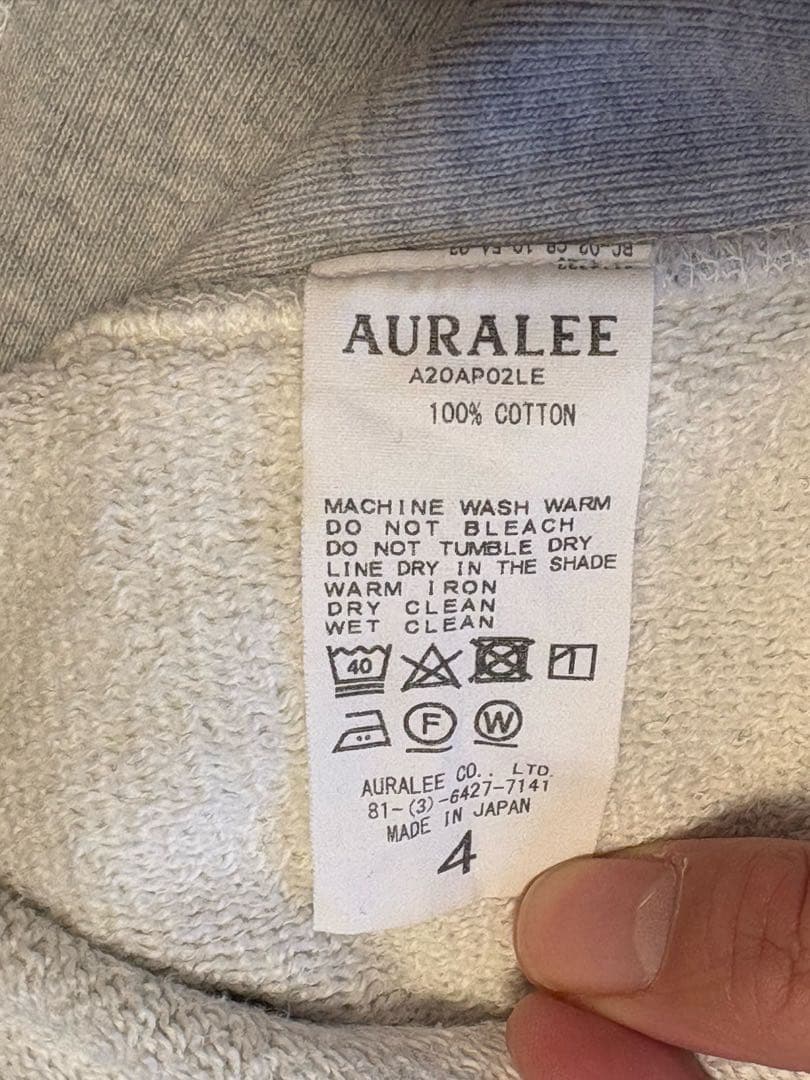 AURALEE
A20AP02LE
100% COTTON
MACHINE WASH WARM
DO NOT BLEACH
DO NOT TUMBLE DRY
LINE DRY IN THE SHADE
WARM IRON
DRY CLEAN
WET CLEAN
40
F W
AURALEE CO., LTD.
81-(3)-6427-7141
MADE IN JAPAN
4